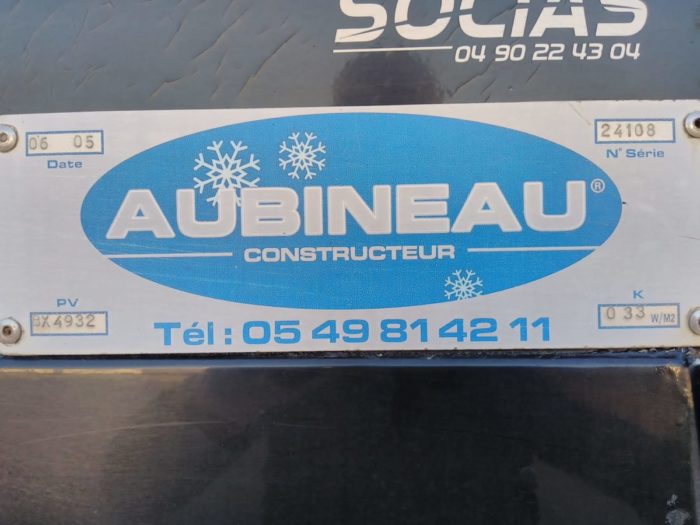 SOCIAS
04 90 22 43 04
06 05
Date
24108
N° Série
AUBINEAU®
CONSTRUCTEUR
PV
BX4932
K
0 33 W/M2
Tél : 05 49 81 42 11